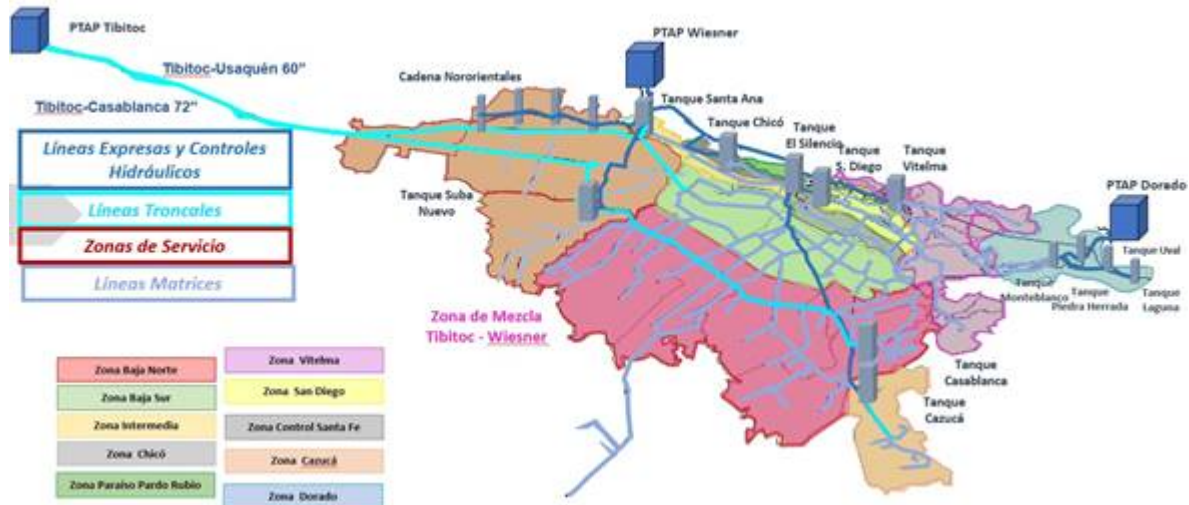 PTAP Tibitoc
Tibitoc-Usaquén 60"
Tibitoc-Casablanca 72"
Líneas Expresas y Controles
Hidráulicos
Líneas Troncales
Zonas de Servicio
Líneas Matrices
Cadena Nororientales
PTAP Wiesner
Tanque Santa Ana
Tanque Chicó
Tanque
El Silencio
Tanque
S. Diego
Tanque
Vitelma
PTAP Dorado
Tanque Uval
Tanque
Laguna
Tanque
Piedra Herrada
Tanque
Monteblanco
Tanque Suba
Nuevo
Zona de Mezcla
Tibitoc - Wiesner
Tanque
Casablanca
Tanque
Cazucá
Zona Baja Norte
Zona Baja Sur
Zona Intermedia
Zona Chicó
Zona Paraíso Pardo Rubio
Zona Vitelma
Zona San Diego
Zona Control Santa Fe
Zona Cazucá
Zona Dorado